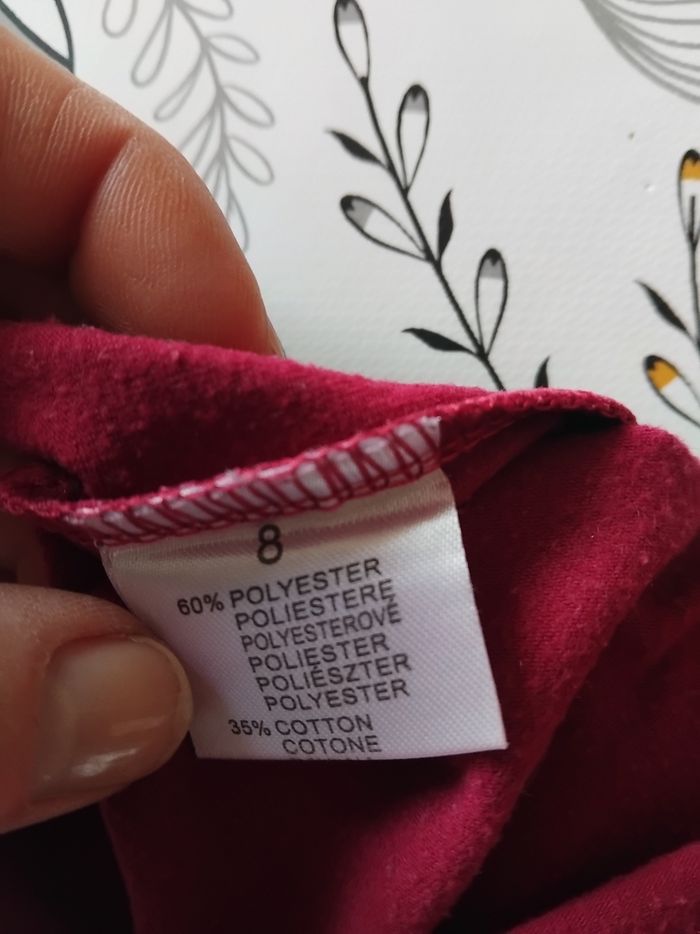 8
60% POLYESTER
POLIESTERE
POLYESTEROVÉ
POLIESTER
POLIÉSZTER
POLYESTER
35% COTTON
COTONE